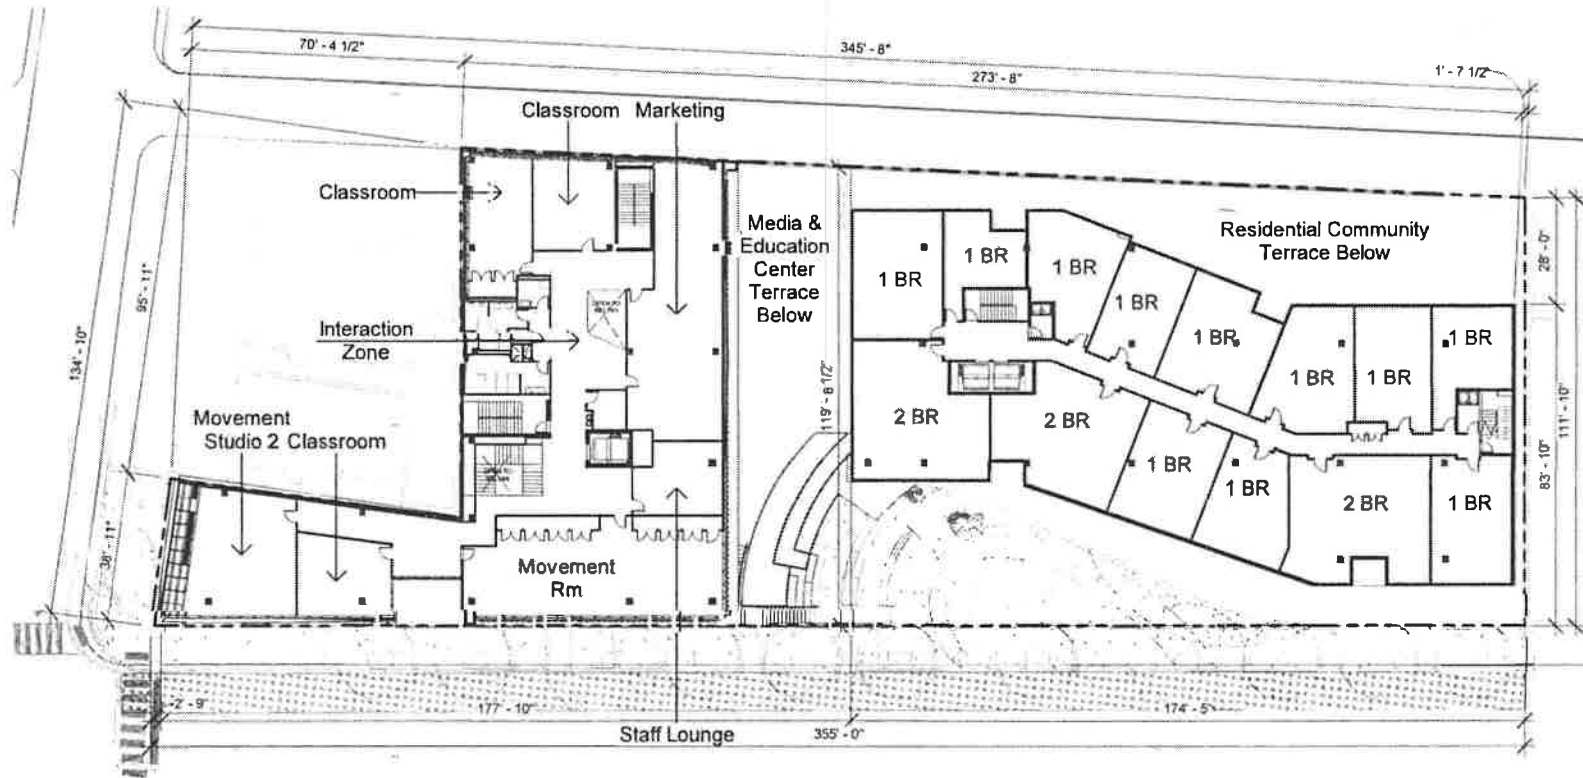 70' - 4 1/2"
345' - 8"
273' - 8"
1' - 7 1/2"
Classroom
Marketing
Classroom
Media &
Education
Center
Terrace
Below
Residential Community
Terrace Below
28' - 0"
95' - 11"
134' - 10"
1 BR
1 BR
1 BR
1 BR
1 BR
1 BR
1 BR
1 BR
Interaction
Zone
119' - 8 1/2"
111' - 10"
83' - 10"
Movement
Studio 2
Classroom
2 BR
2 BR
1 BR
1 BR
2 BR
1 BR
38' - 11"
Movement
Rm
2' - 9"
177' - 10"
174' - 5"
Staff Lounge
355' - 0"